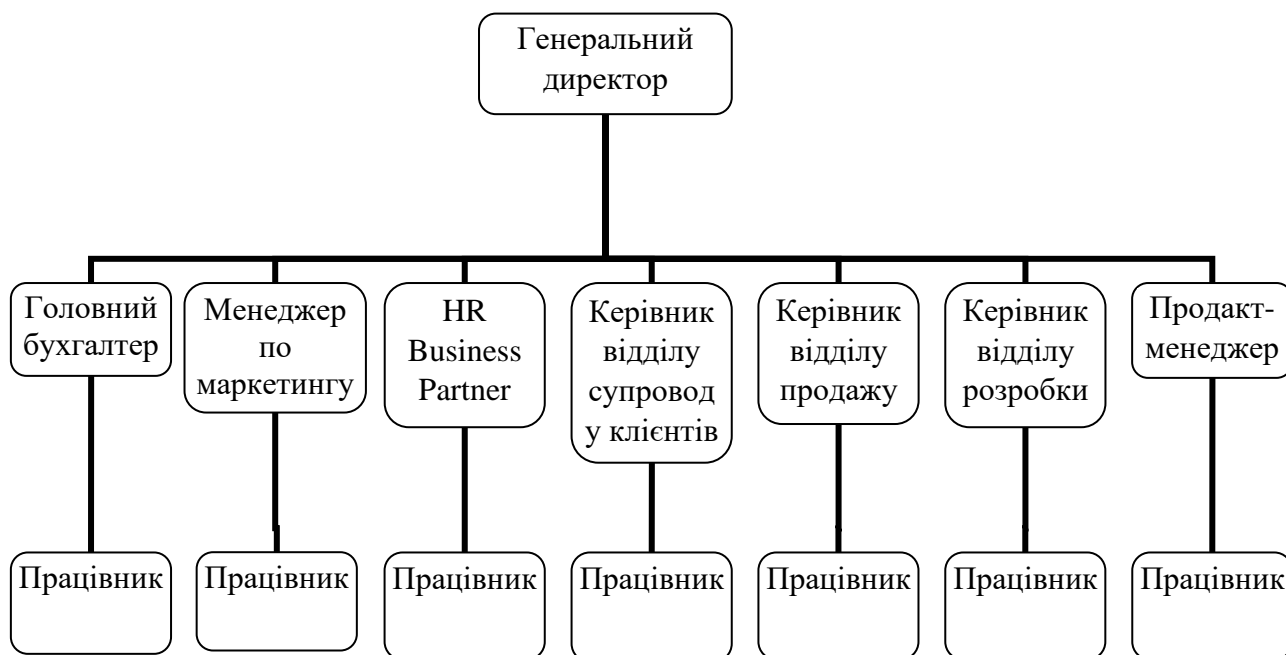 Генеральний
директор
Головний
бухгалтер
Менеджер
по
маркетингу
HR
Business
Partner
Керівник
відділу
супровод
у клієнтів
Керівник
відділу
продажу
Керівник
відділу
розробки
Продакт-
менеджер
Працівник
Працівник
Працівник
Працівник
Працівник
Працівник
Працівник